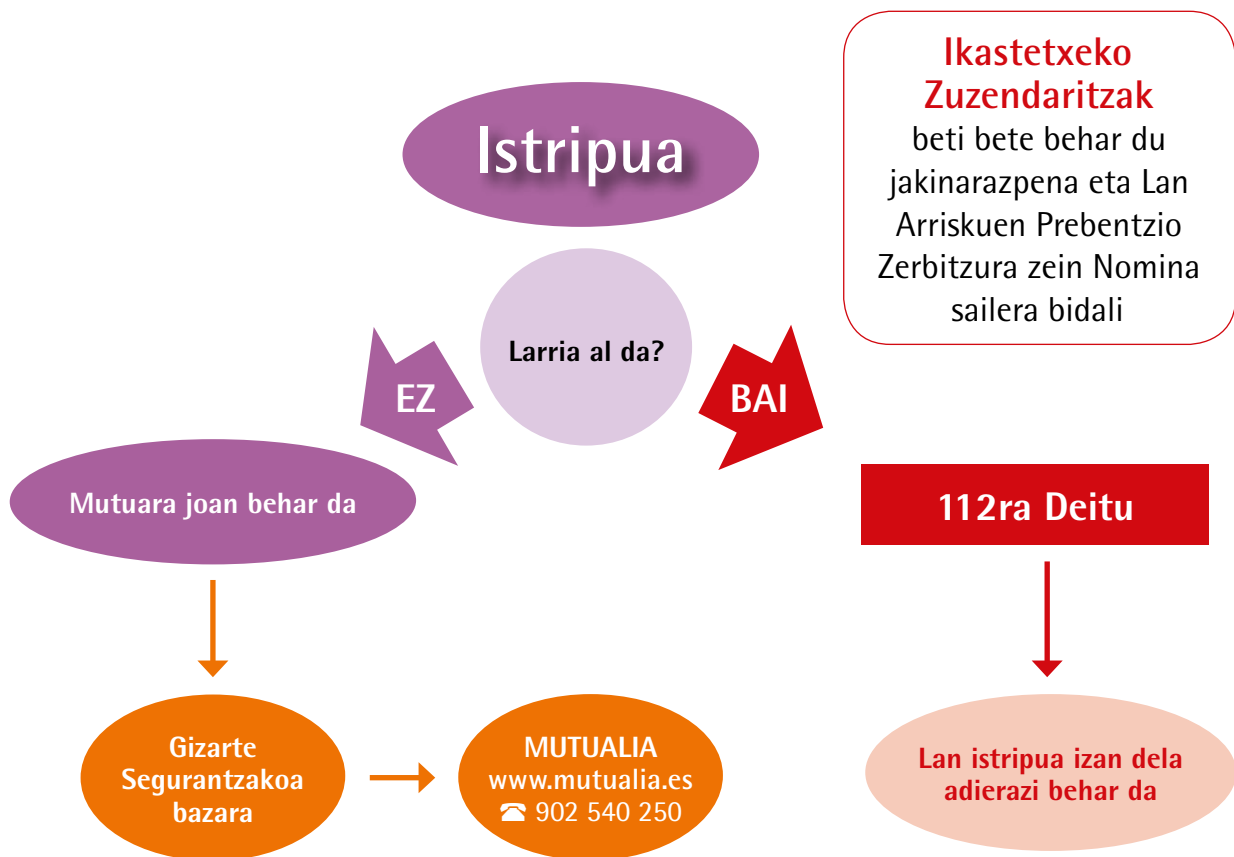 Istripua
Ikastetxeko
Zuzendaritzak
beti bete behar du
jakinarazpena eta Lan
Arriskuen Prebentzio
Zerbitzura zein Nomina
sailera bidali
Larria al da?
EZ
BAI
Mutuara joan behar da
112ra Deitu
Gizarte
Segurantzakoa
bazara
MUTUALIA
www.mutualia.es
☎ 902 540 250
Lan istripua izan dela
adierazi behar da